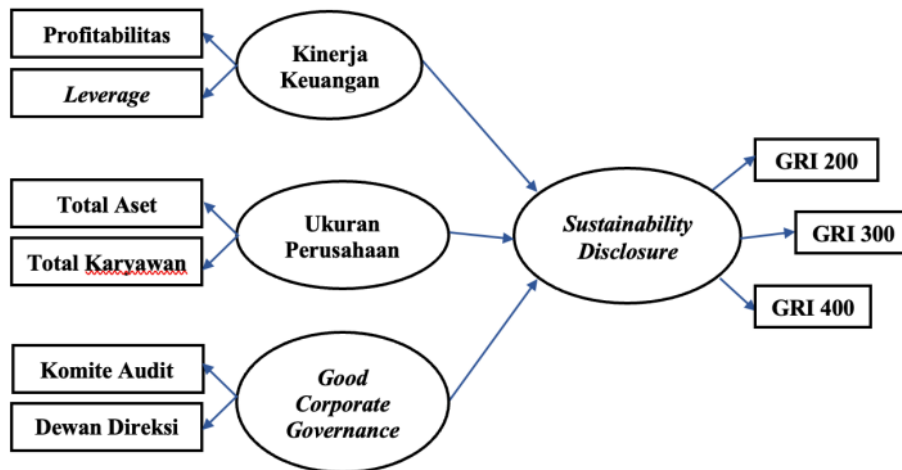 Profitabilitas
Leverage
Kinerja
Keuangan
Total Aset
Total Karyawan
Ukuran
Perusahaan
Komite Audit
Dewan Direksi
Good
Corporate
Governance
Sustainability
Disclosure
GRI 200
GRI 300
GRI 400